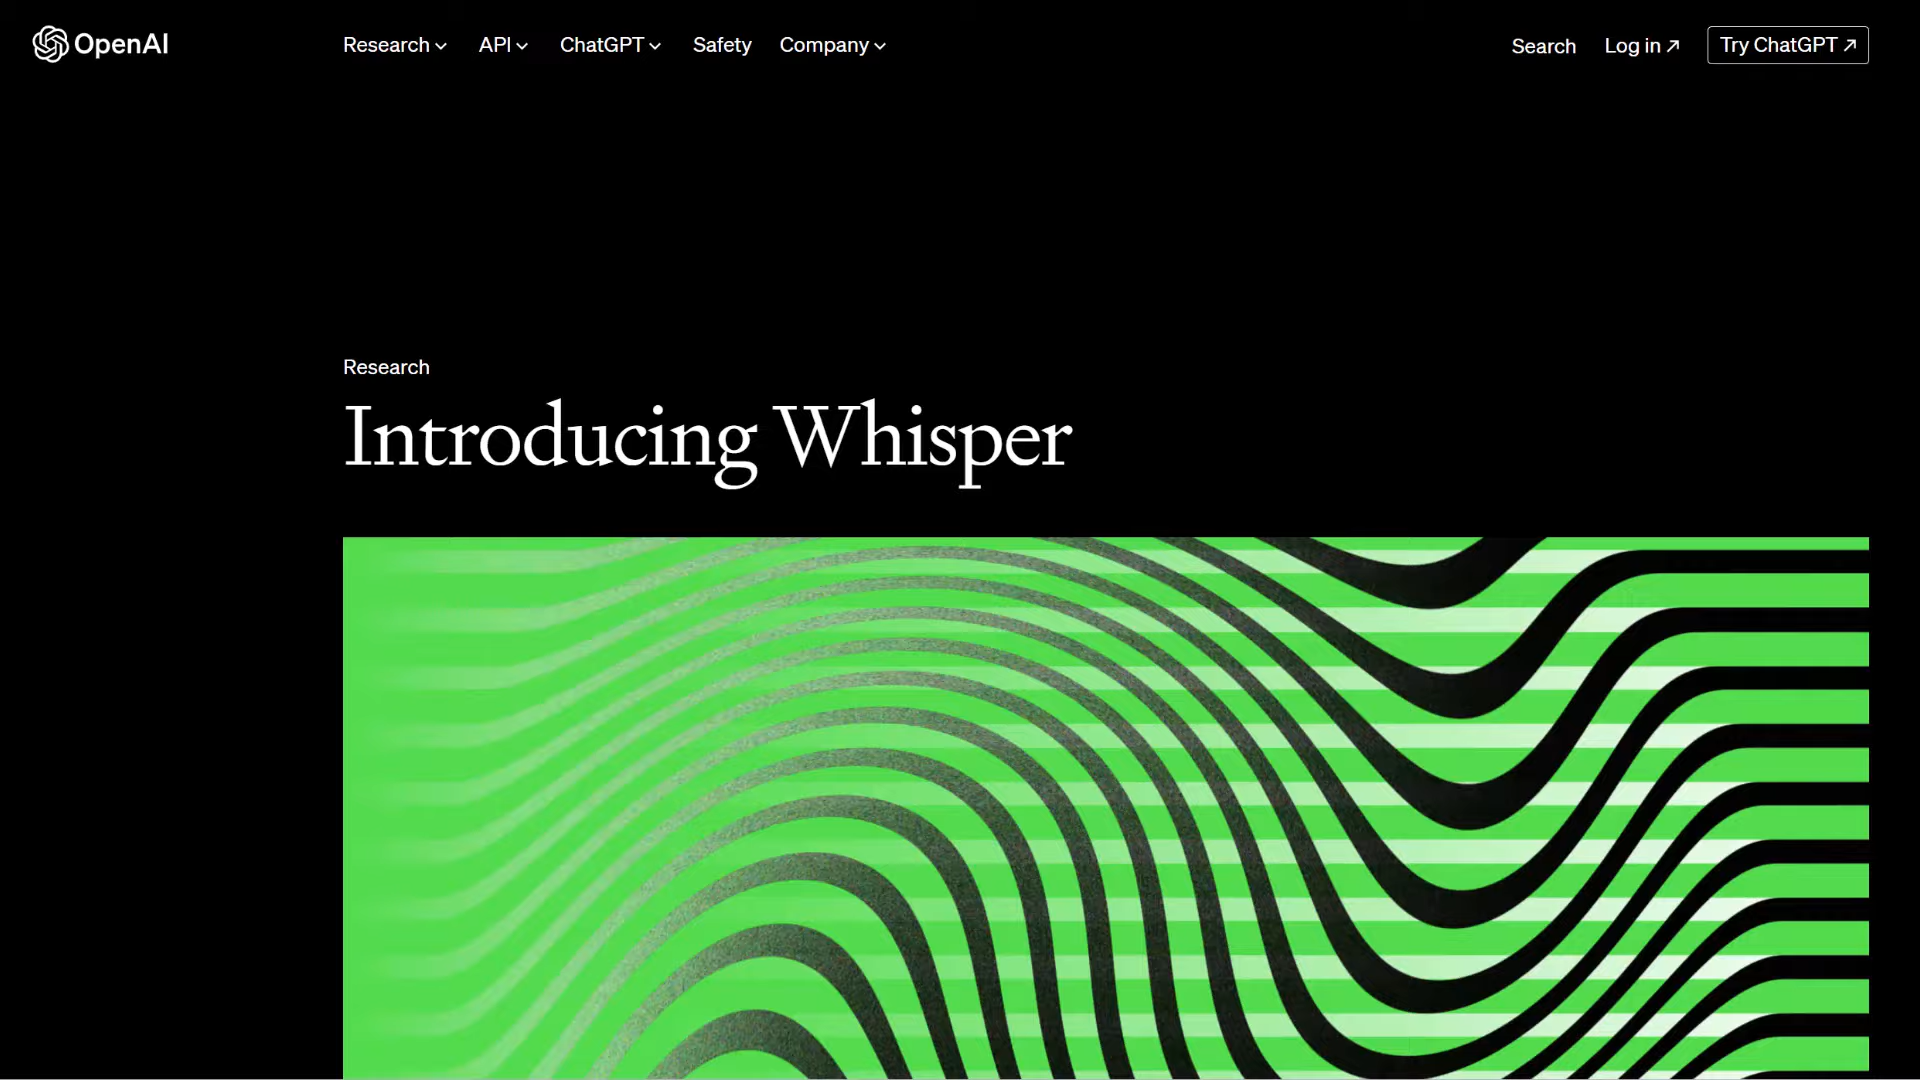 OpenAI
Research API ChatGPT Safety Company
Search Log in Try ChatGPT
Research
Introducing Whisper